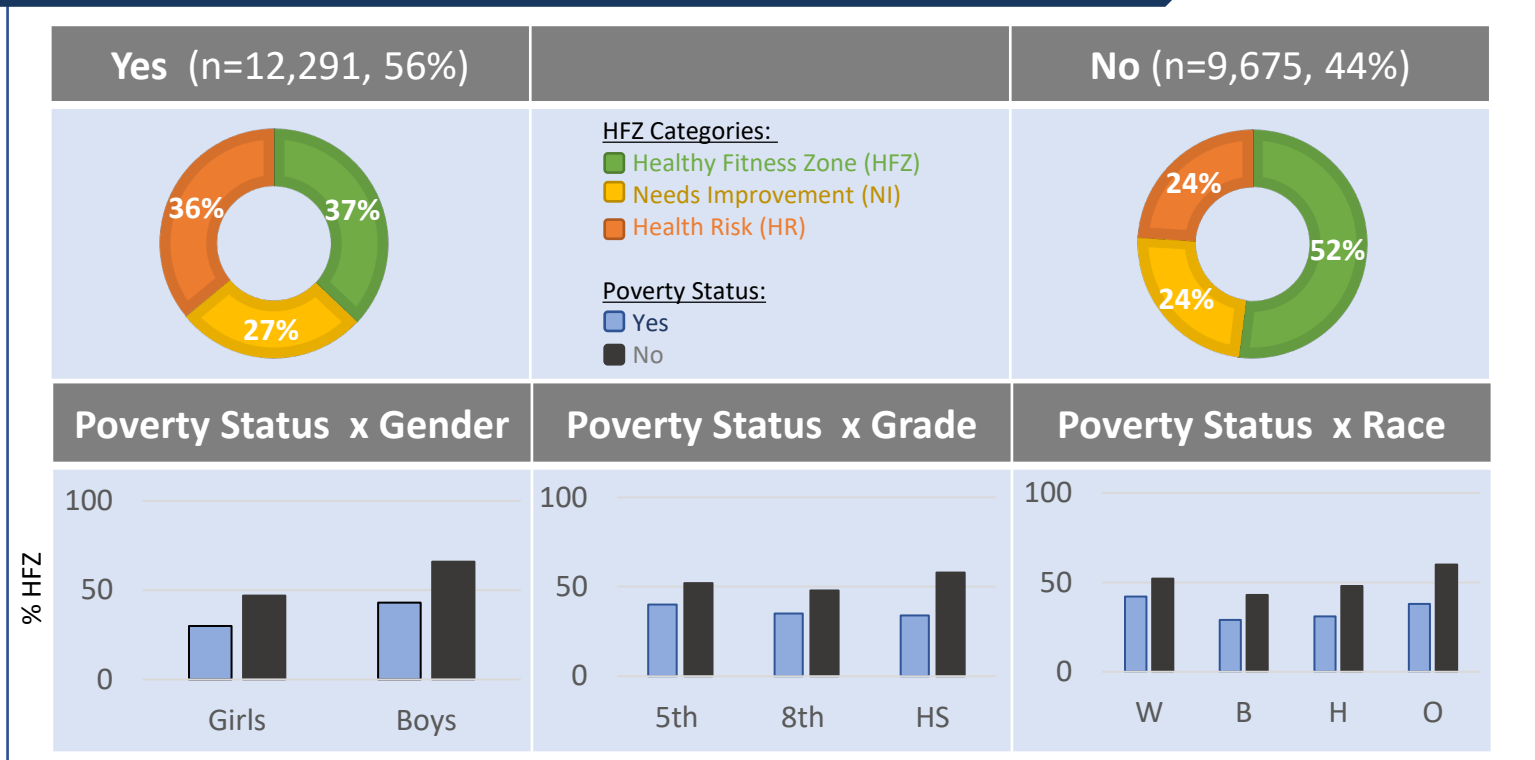 Yes (n=12,291, 56%)
No (n=9,675, 44%)
36%
37%
27%
HFZ Categories:
Healthy Fitness Zone (HFZ)
Needs Improvement (NI)
Health Risk (HR)
Poverty Status:
Yes
No
24%
52%
24%
Poverty Status x Gender
Poverty Status x Grade
Poverty Status x Race
% HFZ
100
50
0
Girls Boys
100
50
0
5th 8th HS
100
50
0
W B H O